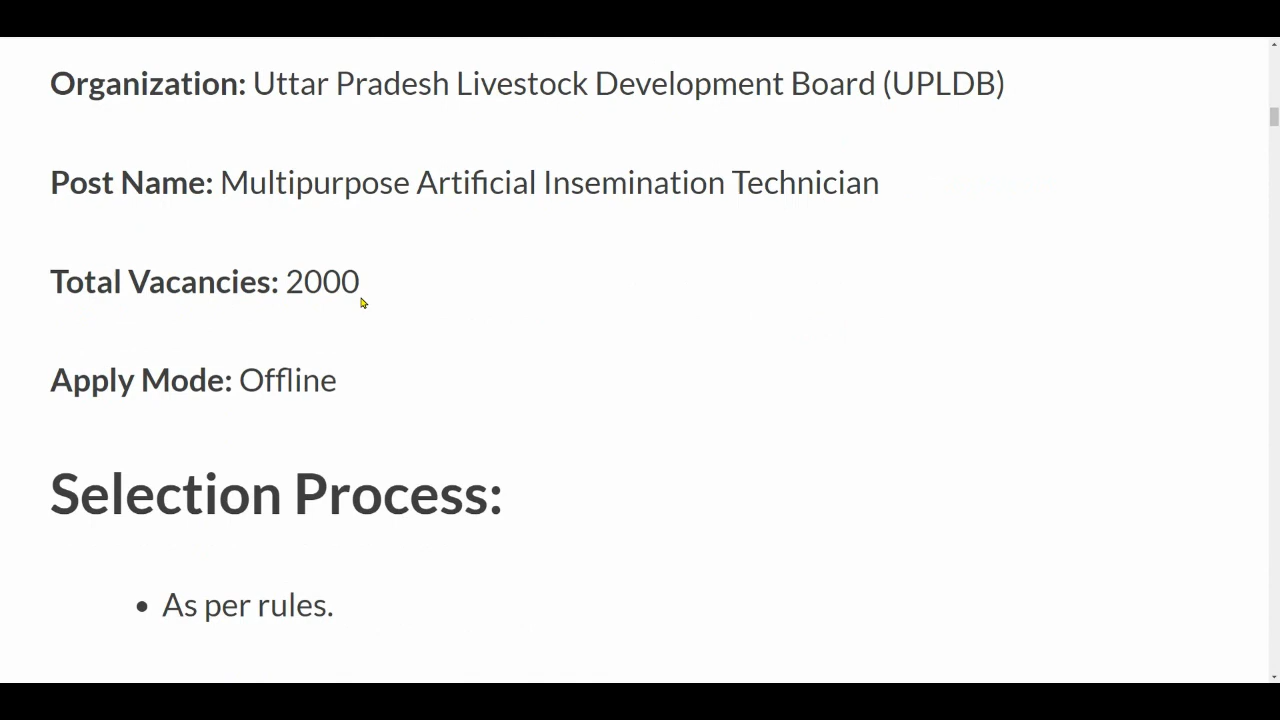 Organization: Uttar Pradesh Livestock Development Board (UPLDB)
Post Name: Multipurpose Artificial Insemination Technician
Total Vacancies: 2000
Apply Mode: Offline
Selection Process:
• As per rules.